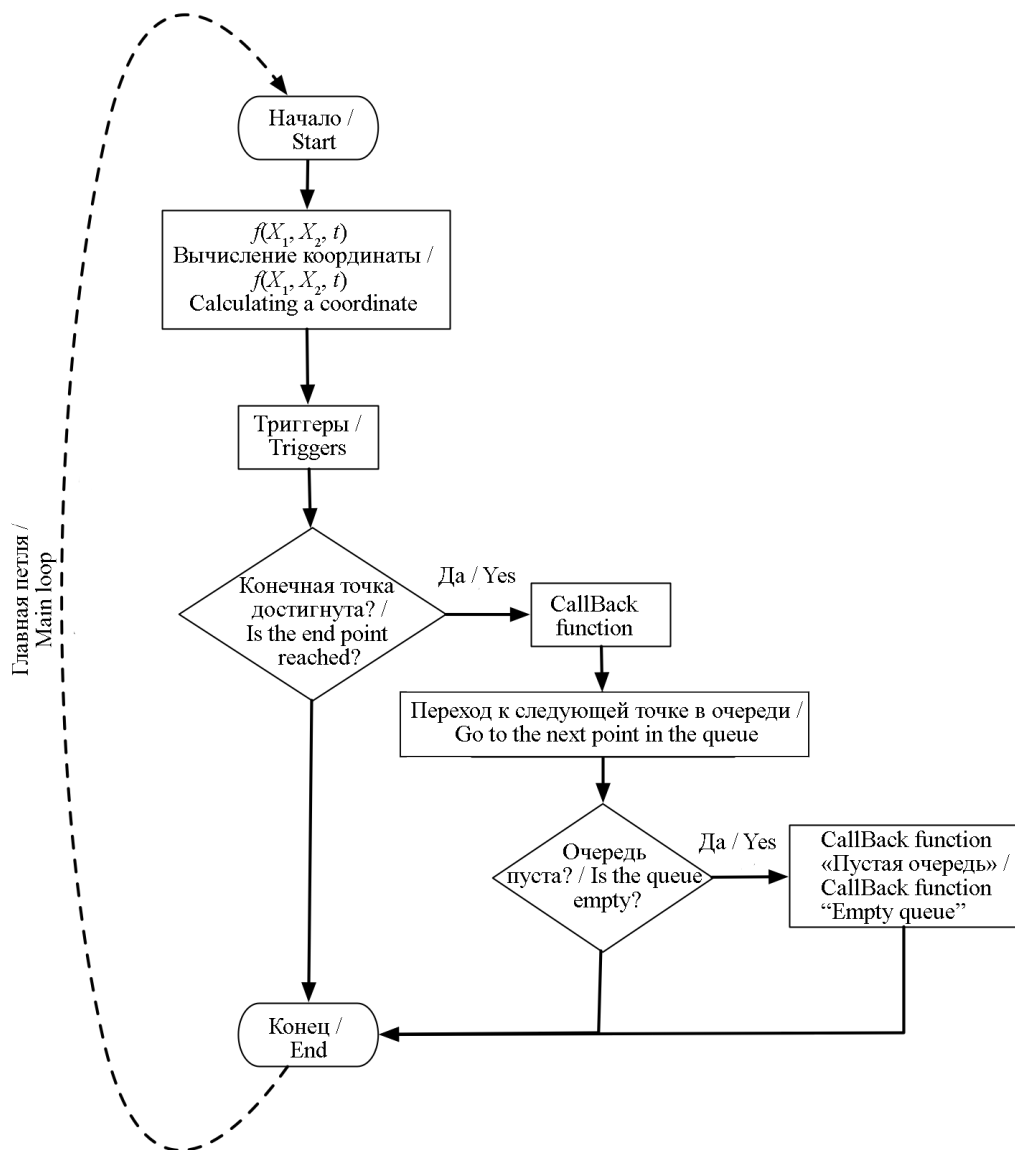 Начало /
Start
f(X₁, X₂, t)
Вычисление координаты /
f(X₁, X₂, t)
Calculating a coordinate
Триггеры /
Triggers
Главная петля /
Main loop
Конечная точка
достигнута? /
Is the end point
reached?
Да / Yes
CallBack
function
Переход к следующей точке в очереди /
Go to the next point in the queue
Очередь
пуста? / Is the queue
empty?
Да / Yes
CallBack function
«Пустая очередь» /
CallBack function
“Empty queue”
Конец /
End